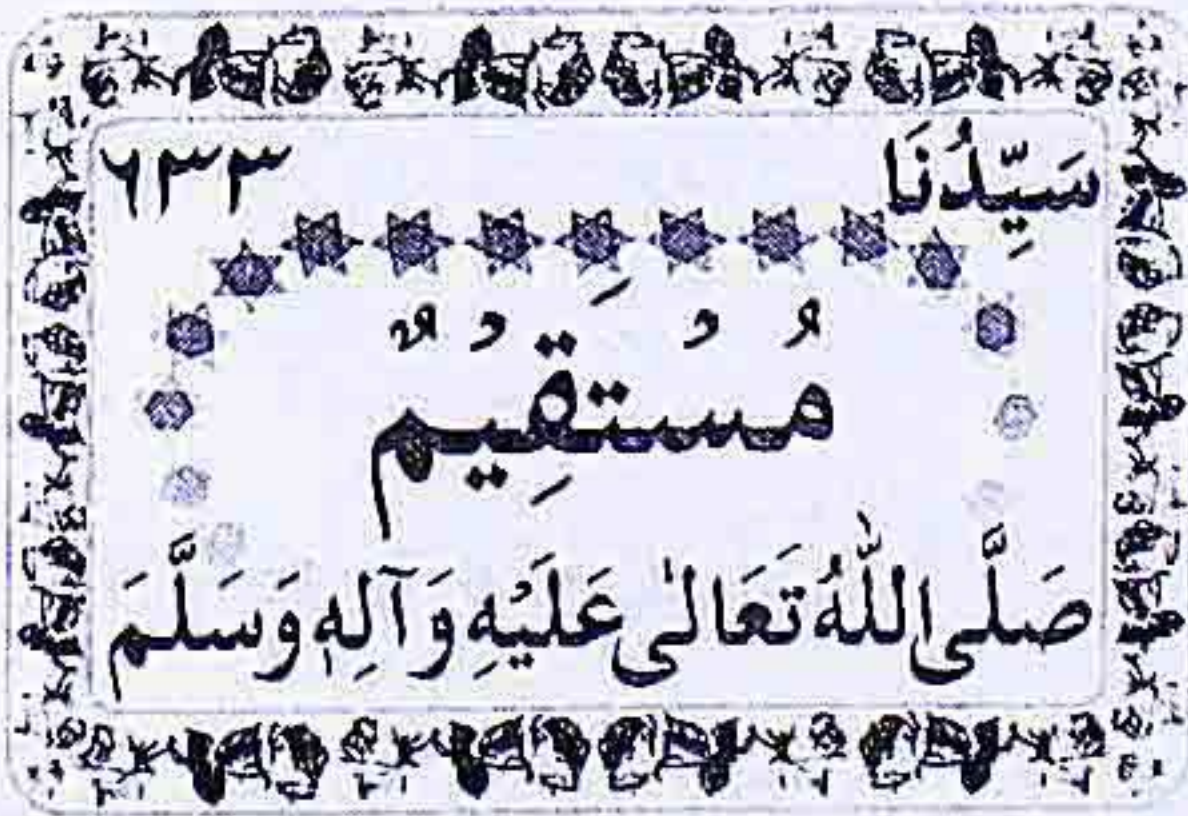 سَيِّدُنَا ٦٣٣
مُسْتَقِيْمٌ
صَلَّى اللّٰهُ تَعَالٰى عَلَيْهِ وَآلِهٖ وَسَلَّمَ